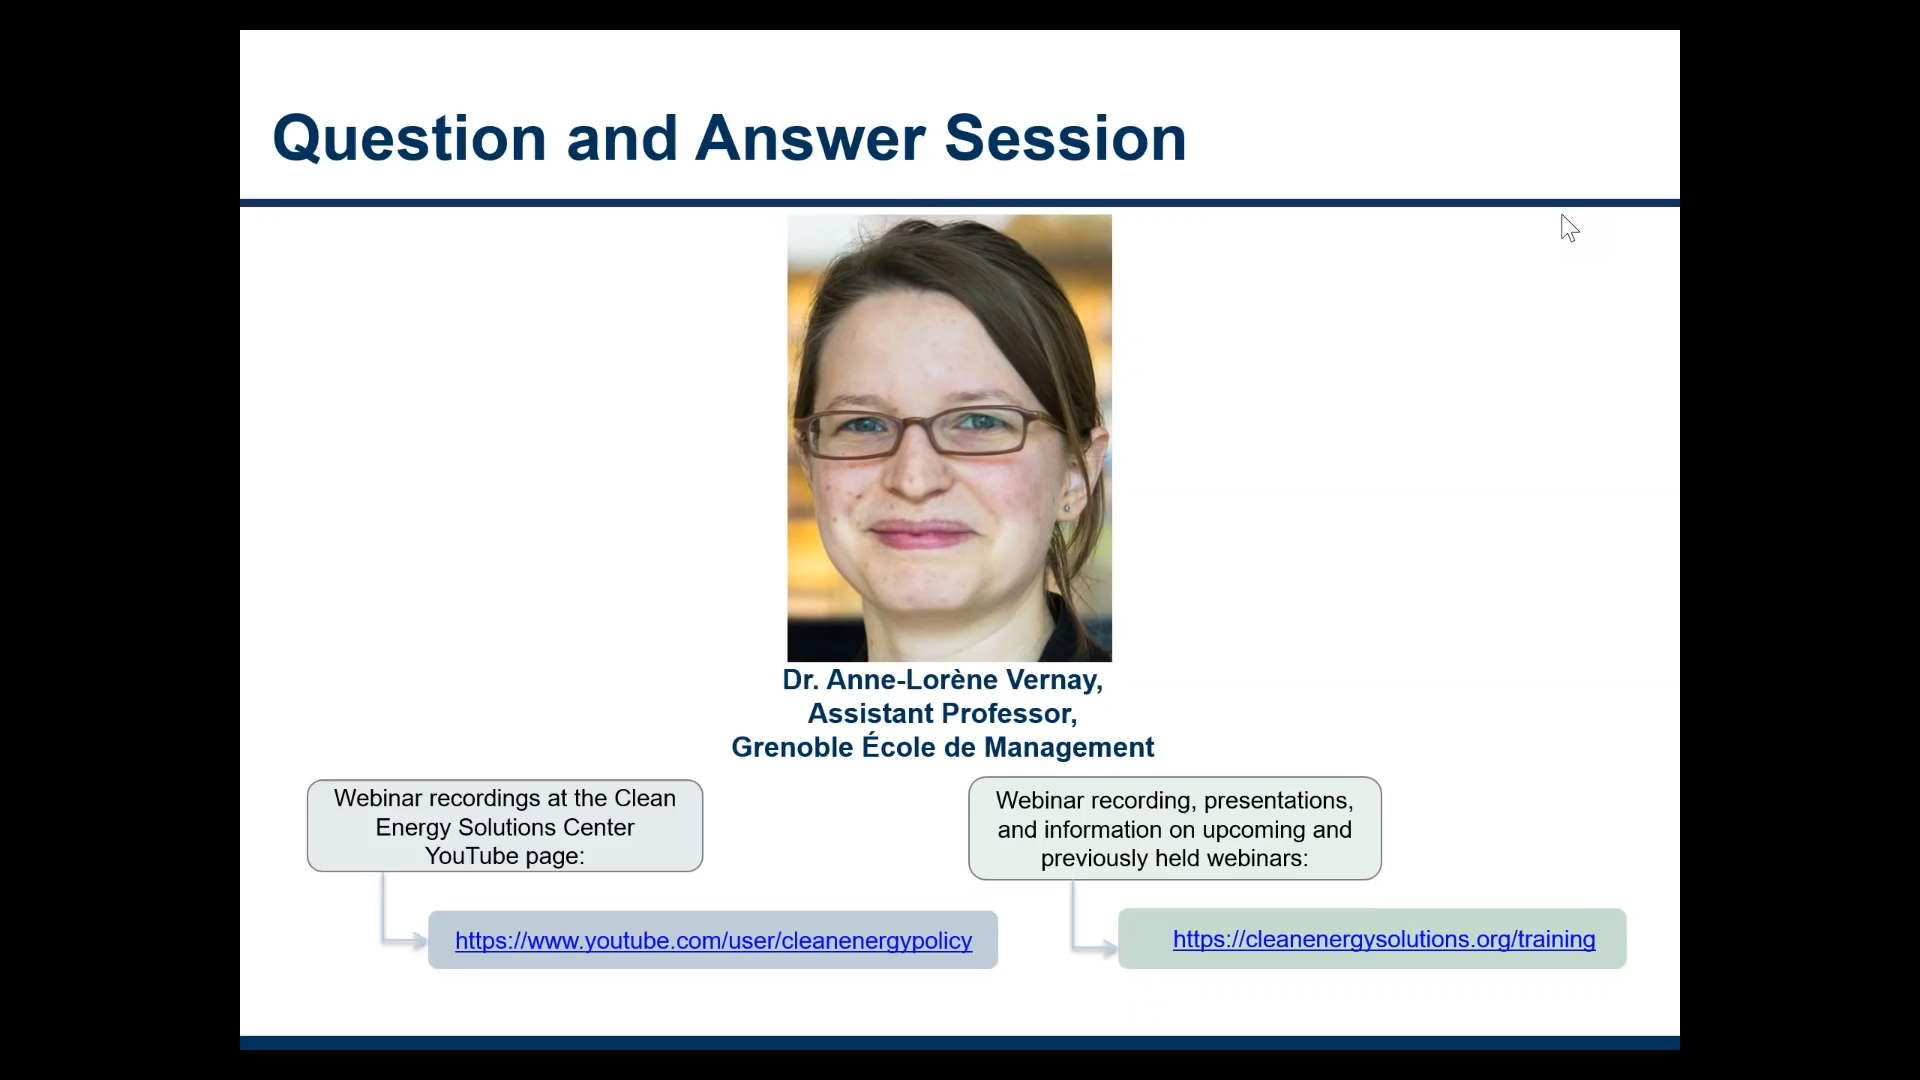 Question and Answer Session
Dr. Anne-Lorène Vernay,
Assistant Professor,
Grenoble École de Management
Webinar recordings at the Clean
Energy Solutions Center
YouTube page:
https://www.youtube.com/user/cleanenergypolicy
Webinar recording, presentations,
and information on upcoming and
previously held webinars:
https://cleanenergysolutions.org/training